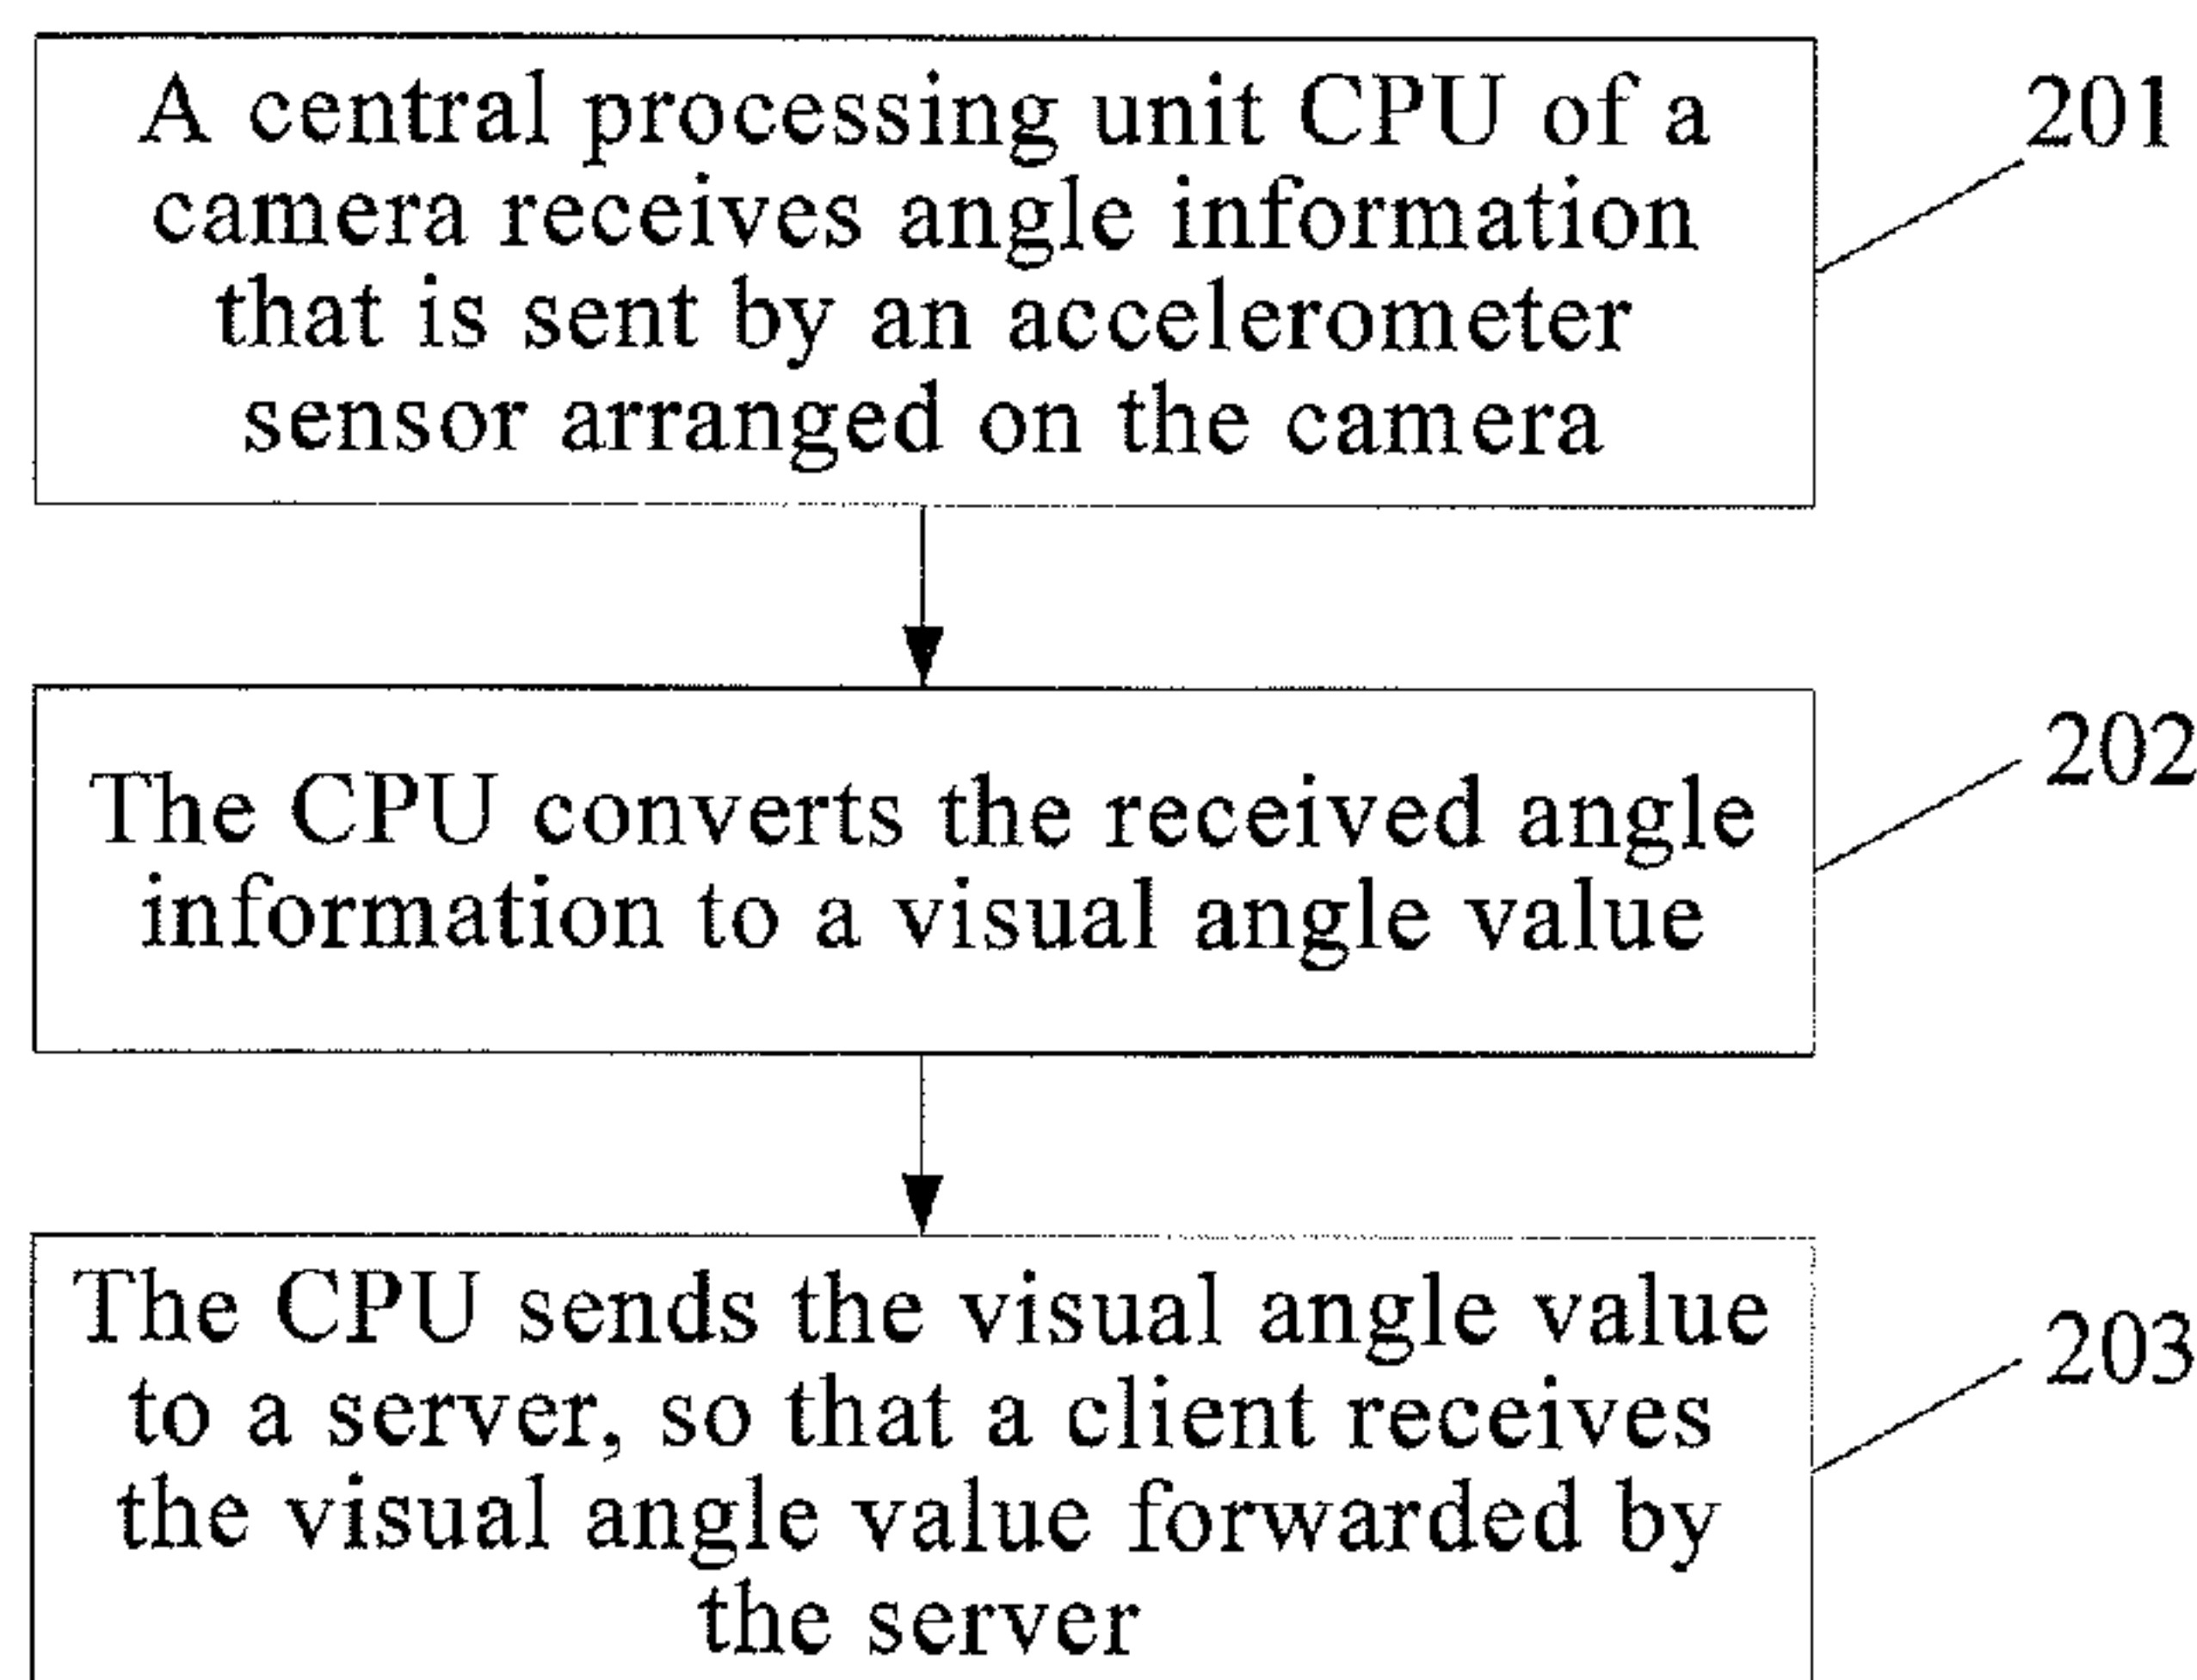 A central processing unit CPU of a
camera receives angle information
that is sent by an accelerometer
sensor arranged on the camera
201
The CPU converts the received angle
information to a visual angle value
202
The CPU sends the visual angle value
to a server, so that a client receives
the visual angle value forwarded by
the server
203